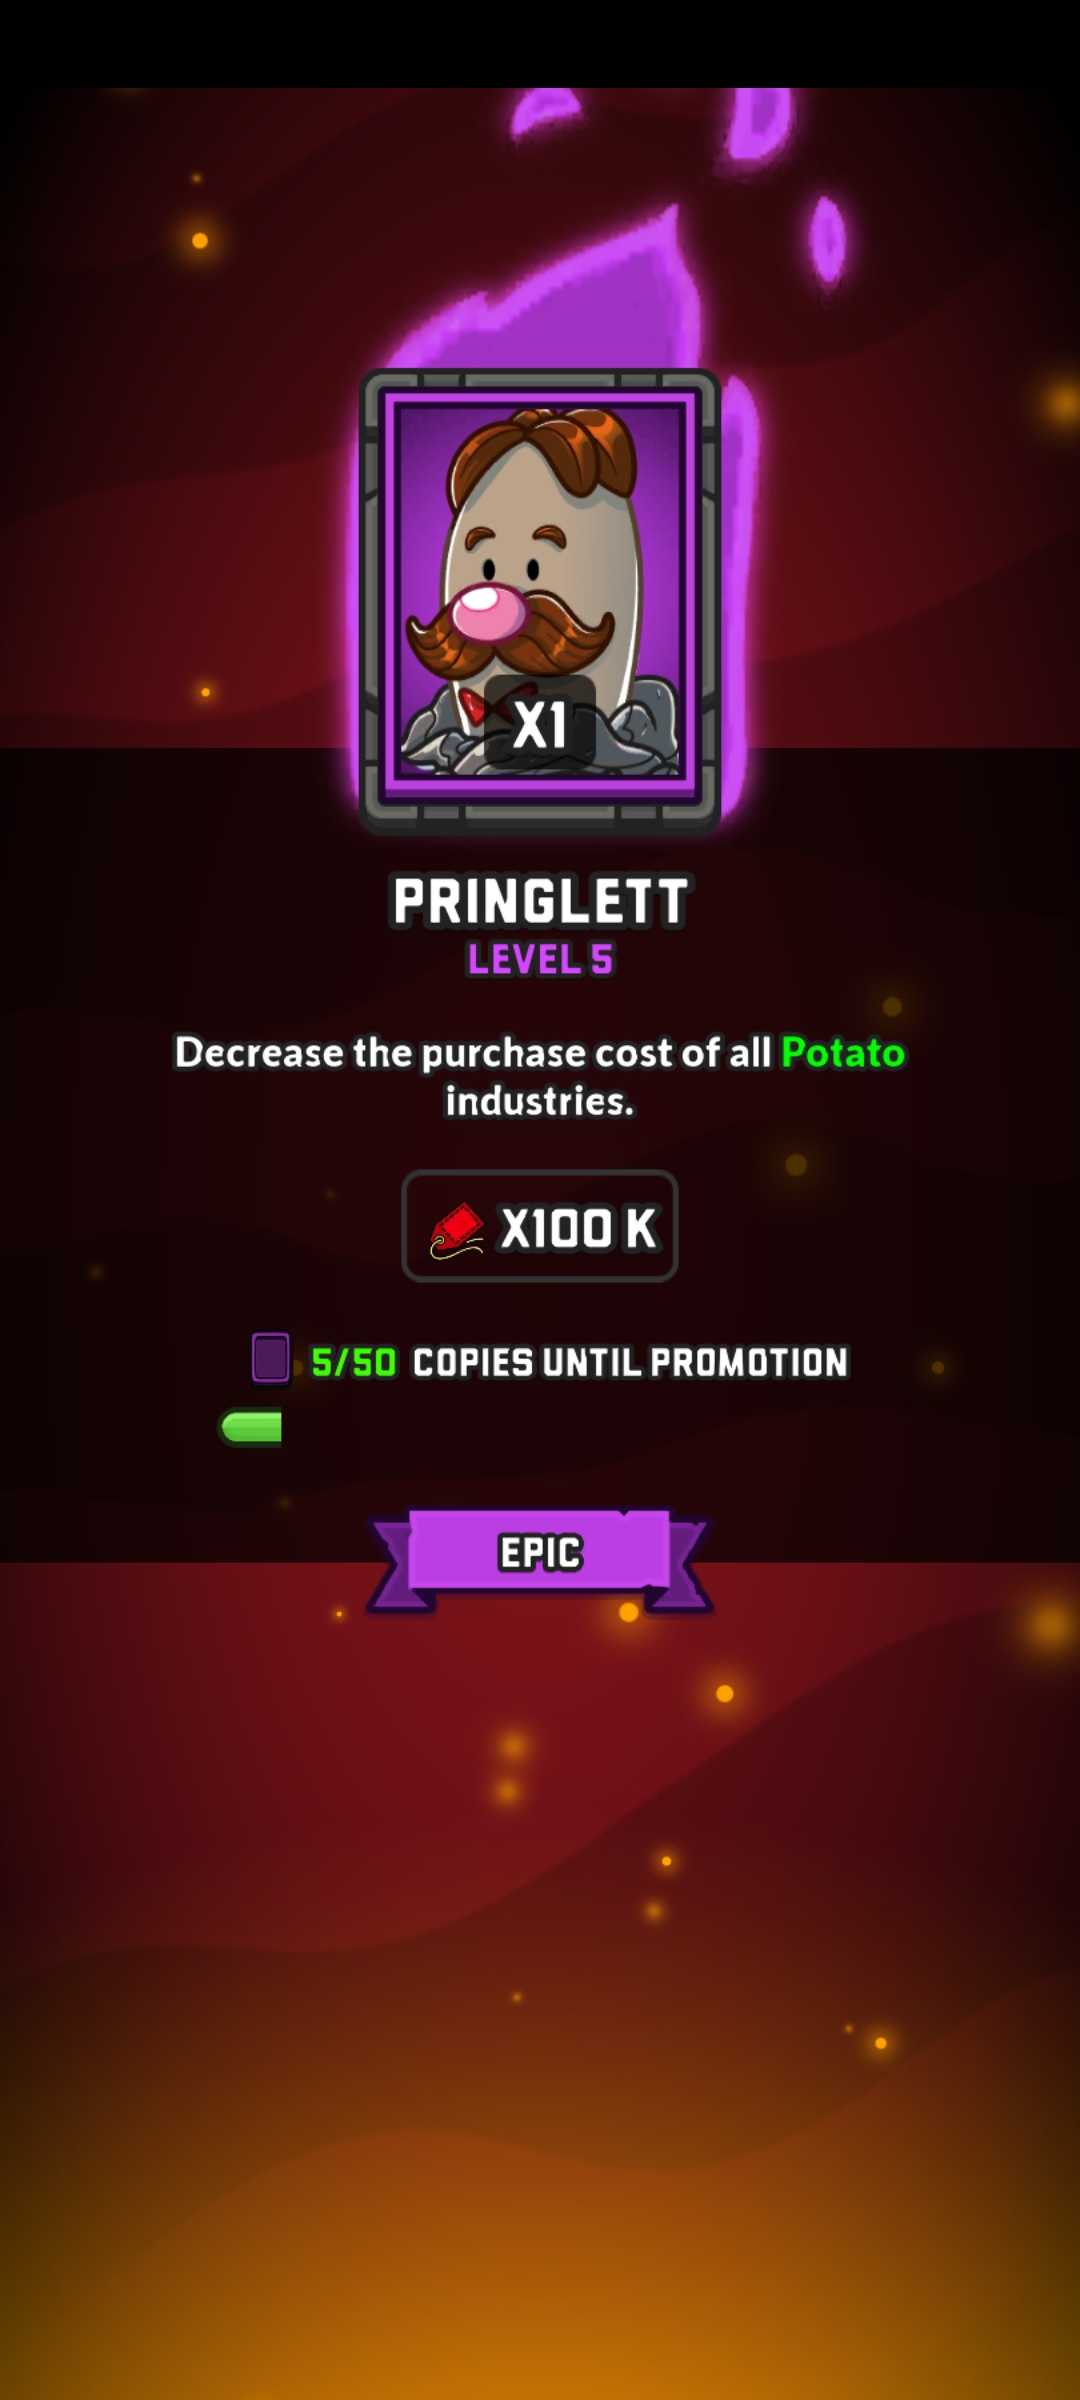 X1
PRINGLETT
LEVEL 5
Decrease the purchase cost of all Potato
industries.
X100 K
5/50 COPIES UNTIL PROMOTION
EPIC